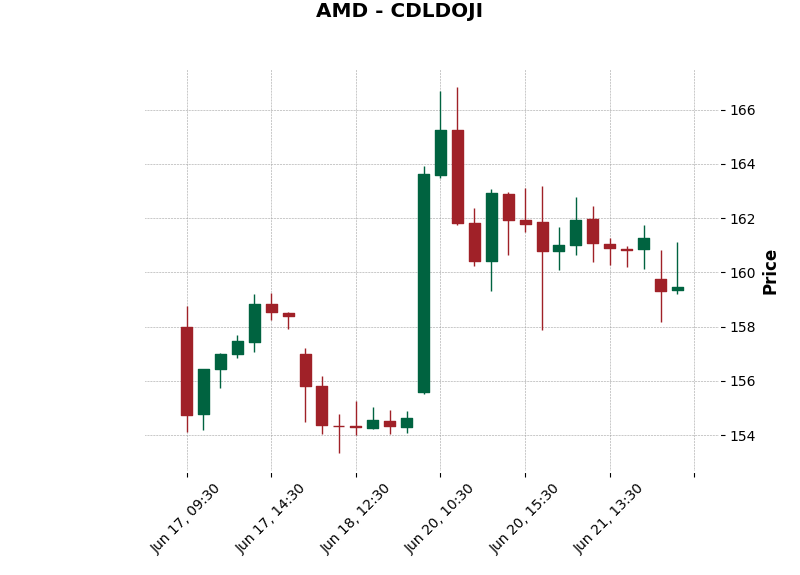 AMD - CDLDOJI
166
164
162
160
158
156
154
Price
Jun 17, 09:30
Jun 17, 14:30
Jun 18, 12:30
Jun 20, 10:30
Jun 20, 15:30
Jun 21, 13:30